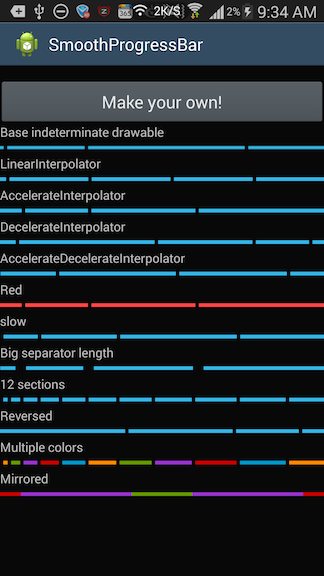 365 2K/S 2% 9:34 AM
SmoothProgressBar
Make your own!
Base indeterminate drawable
LinearInterpolator
AccelerateInterpolator
DecelerateInterpolator
AccelerateDecelerateInterpolator
Red
slow
Big separator length
12 sections
Reversed
Multiple colors
Mirrored